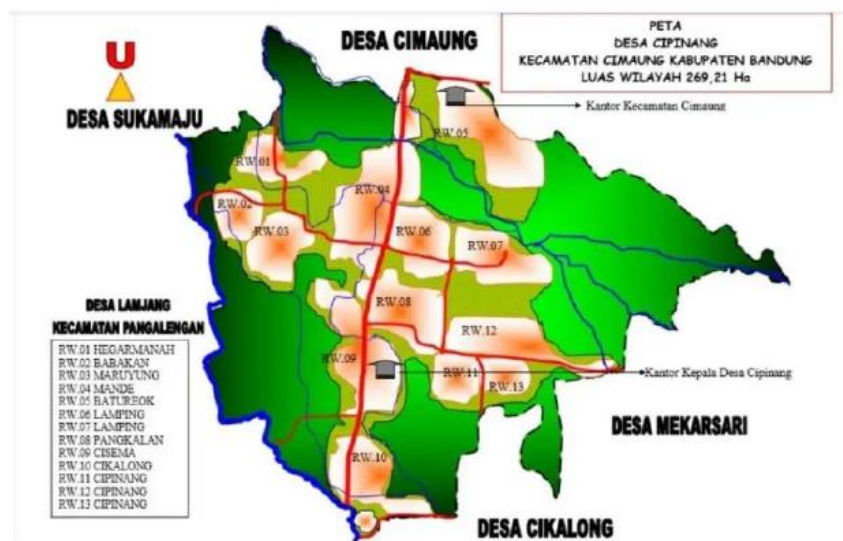 PETA
DESA CIPINANG
KECAMATAN CIMAUNG KABUPATEN BANDUNG
LUAS WILAYAH 269,21 Ha
DESA CIMAUNG
U
DESA SUKAMAJU
Kantor Kecamatan Cimaung
RW.05
RW.01
RW.04
RW.02
RW.03
RW.06
RW.07
RW.08
RW.12
RW.09
RW.11
RW.13
RW.10
Kantor Kepala Desa Cipinang
DESA LAMJANG
KECAMATAN PANGALENGAN
RW.01 HEGARMANAH
RW.02 BABAKAN
RW.03 MARUYUNG
RW.04 MANDE
RW.05 BATUREOK
RW.06 LAMPING
RW.07 LAMPING
RW.08 PANGKALAN
RW.09 CISEMA
RW.10 CIKALONG
RW.11 CIPINANG
RW.12 CIPINANG
RW.13 CIPINANG
DESA MEKARSARI
DESA CIKALONG